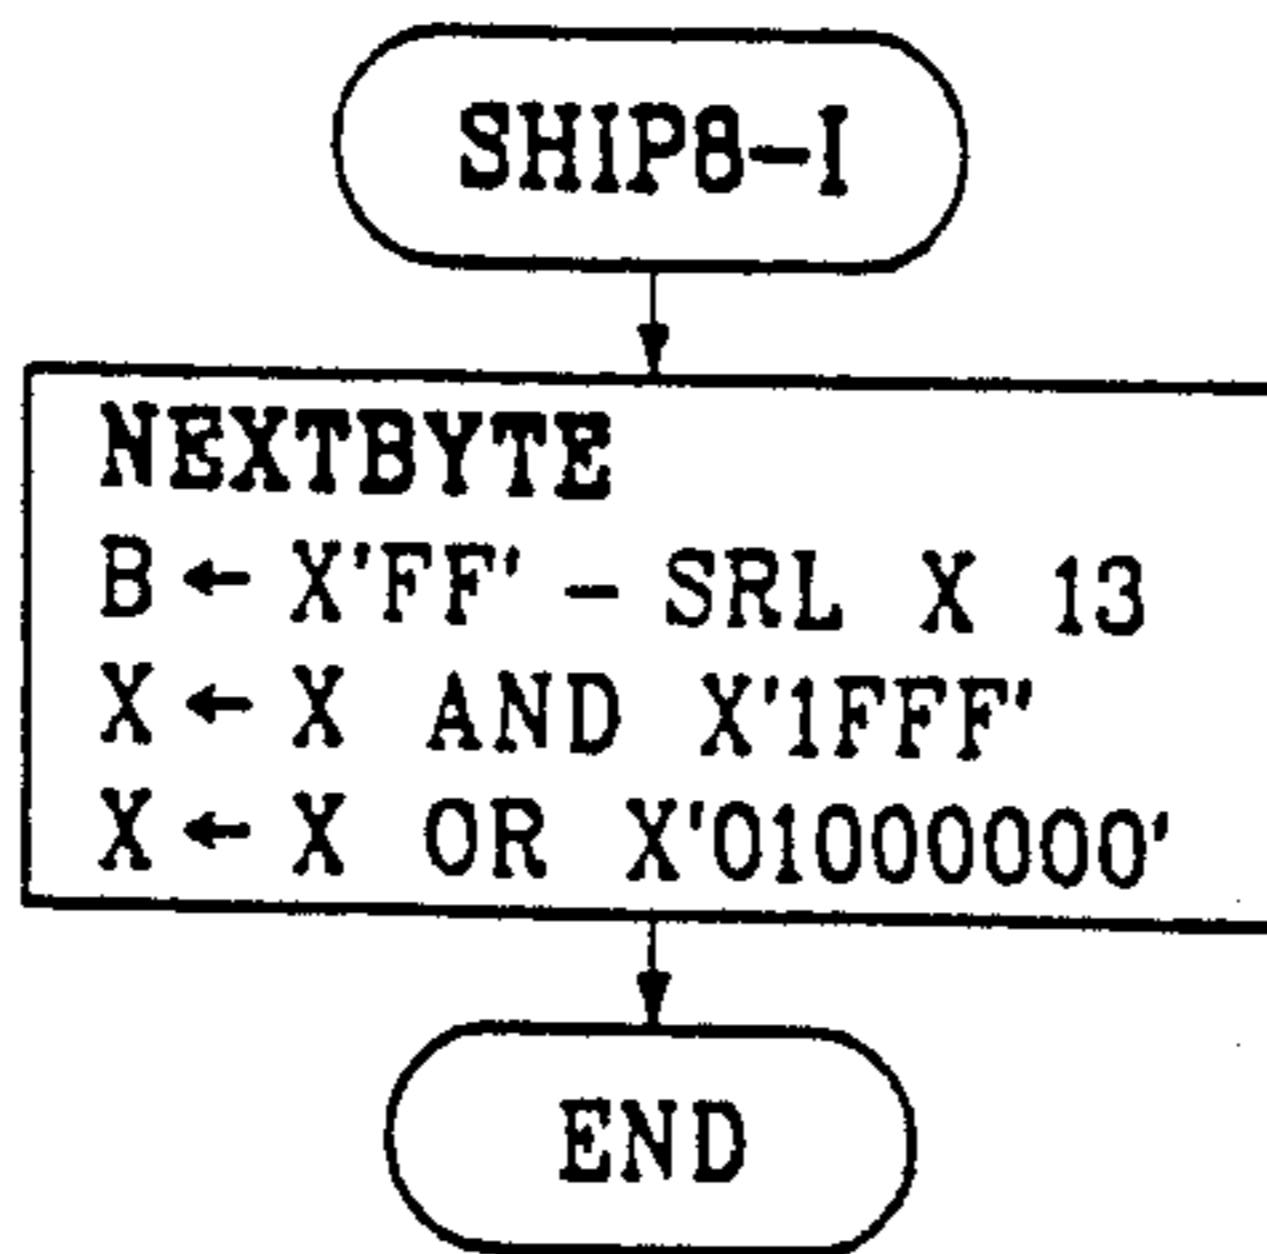 SHIP8-I
NEXTBYTE
B ← X'FF' - SRL X 13
X ← X AND X'1FFF'
X ← X OR X'01000000'
END